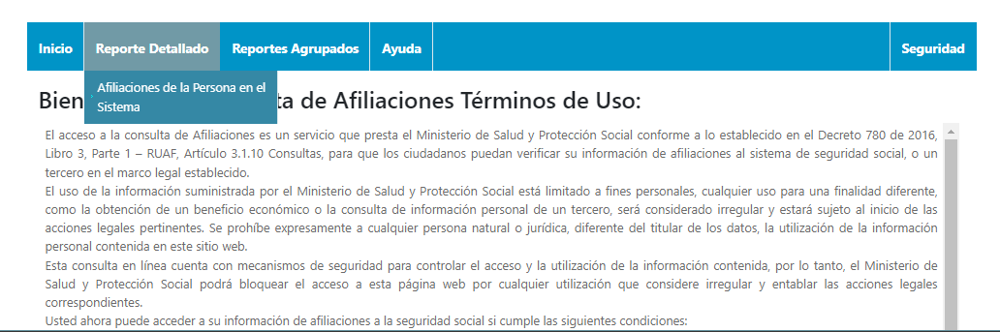 Inicio Reporte Detallado Reportes Agrupados Ayuda Seguridad
Afiliaciones de la Persona en el
Sistema
Bien ta de Afiliaciones Términos de Uso:
El acceso a la consulta de Afiliaciones es un servicio que presta el Ministerio de Salud y Protección Social conforme a lo establecido en el Decreto 780 de 2016,
Libro 3, Parte 1 – RUAF, Artículo 3.1.10 Consultas, para que los ciudadanos puedan verificar su información de afiliaciones al sistema de seguridad social, o un
tercero en el marco legal establecido.
El uso de la información suministrada por el Ministerio de Salud y Protección Social está limitado a fines personales, cualquier uso para una finalidad diferente,
como la obtención de un beneficio económico o la consulta de información personal de un tercero, será considerado irregular y estará sujeto al inicio de las
acciones legales pertinentes. Se prohíbe expresamente a cualquier persona natural o jurídica, diferente del titular de los datos, la utilización de la información
personal contenida en este sitio web.
Esta consulta en línea cuenta con mecanismos de seguridad para controlar el acceso y la utilización de la información contenida, por lo tanto, el Ministerio de
Salud y Protección Social podrá bloquear el acceso a esta página web por cualquier utilización que considere irregular y entablar las acciones legales
correspondientes.
Usted ahora puede acceder a su información de afiliaciones a la seguridad social si cumple las siguientes condiciones: